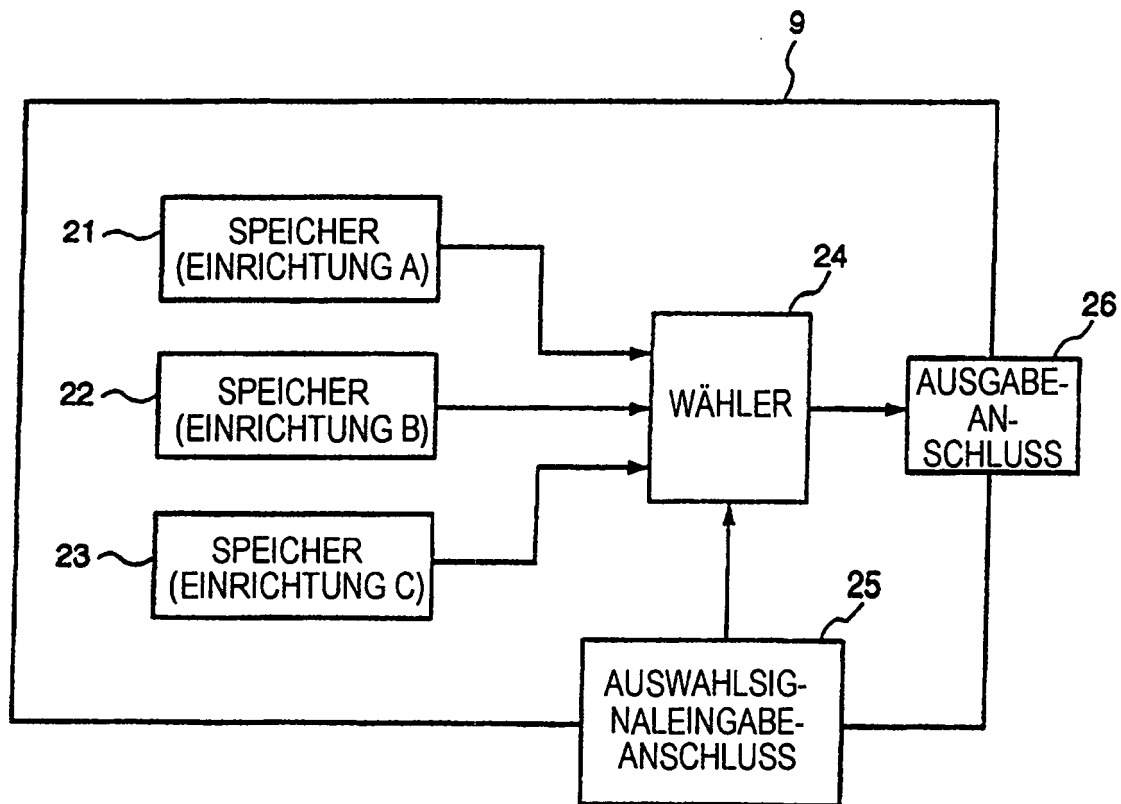 9
21
SPEICHER
(EINRICHTUNG A)
24
26
22
SPEICHER
(EINRICHTUNG B)
WÄHLER
AUSGABE-
AN-
SCHLUSS
23
SPEICHER
(EINRICHTUNG C)
25
AUSWAHLSIG-
NALEINGABE-
ANSCHLUSS